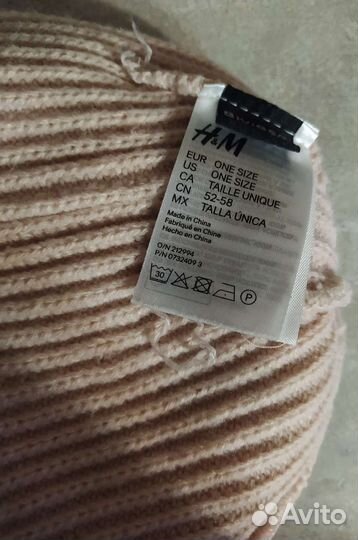 H&M
EUR ONE SIZE
US ONE SIZE
CA TAILLE UNIQUE
CN 52-58
MX TALLA ÚNICA
Made in China
Fabriqué en Chine
Hecho en China
O/N 212994
P/N 0732409 3
30
P
Avito